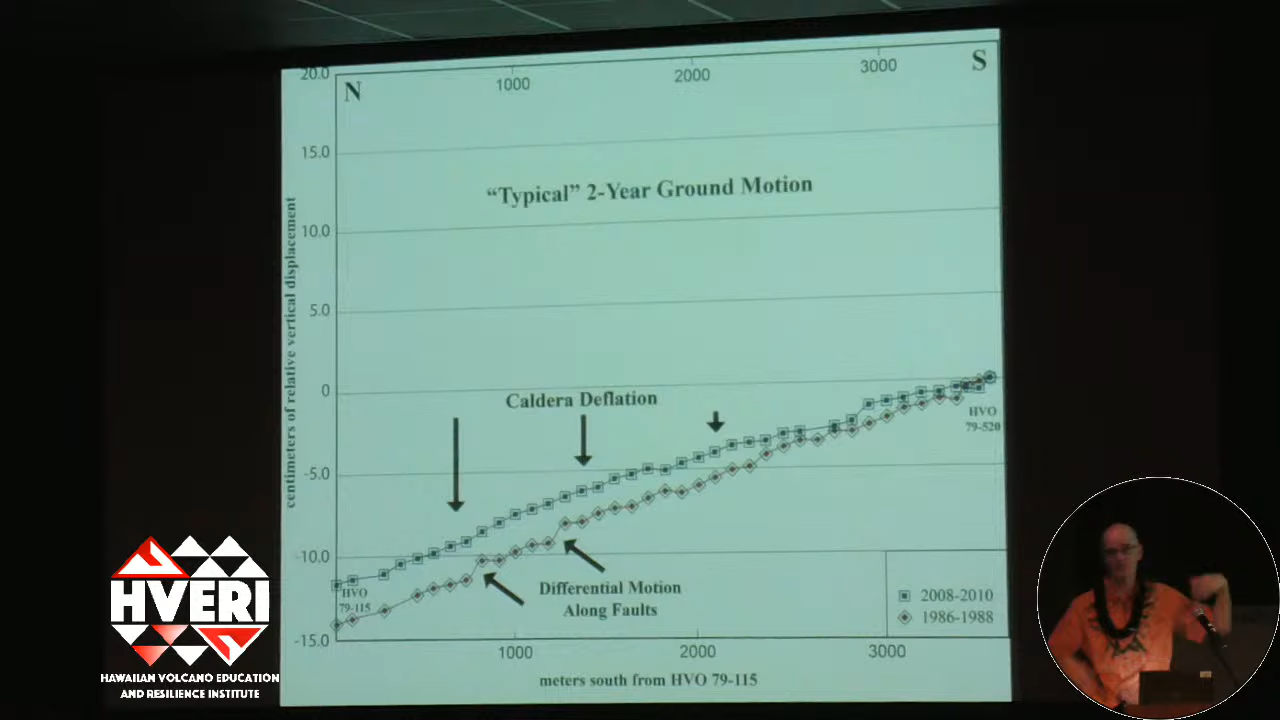 20.0
N
1000
2000
3000
S
15.0
"Typical" 2-Year Ground Motion
10.0
centimeters of relative vertical displacement
5.0
0
Caldera Deflation
HVO
79-520
-5.0
-10.0
HVO
79-115
Differential Motion
Along Faults
2008-2010
1986-1988
-15.0
1000
2000
3000
meters south from HVO 79-115
HVERI
HAWAIIAN VOLCANO EDUCATION
AND RESILIENCE INSTITUTE